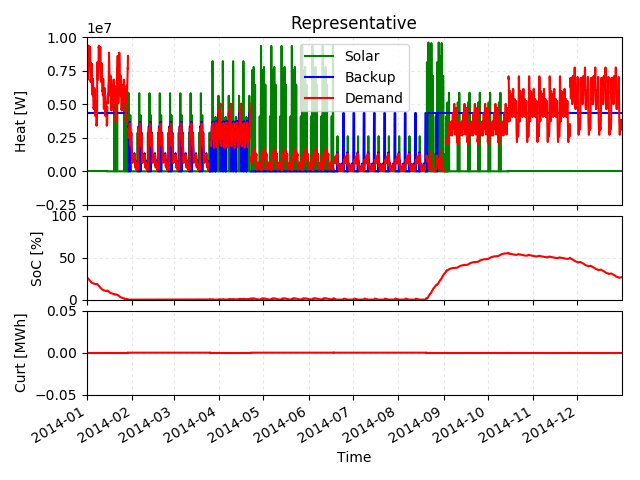 Representative
1e7
1.00
0.75
0.50
0.25
0.00
−0.25
Heat [W]
Solar
Backup
Demand
100
50
0
SoC [%]
0.05
0.00
−0.05
Curt [MWh]
2014-01
2014-02
2014-03
2014-04
2014-05
2014-06
2014-07
2014-08
2014-09
2014-10
2014-11
2014-12
Time